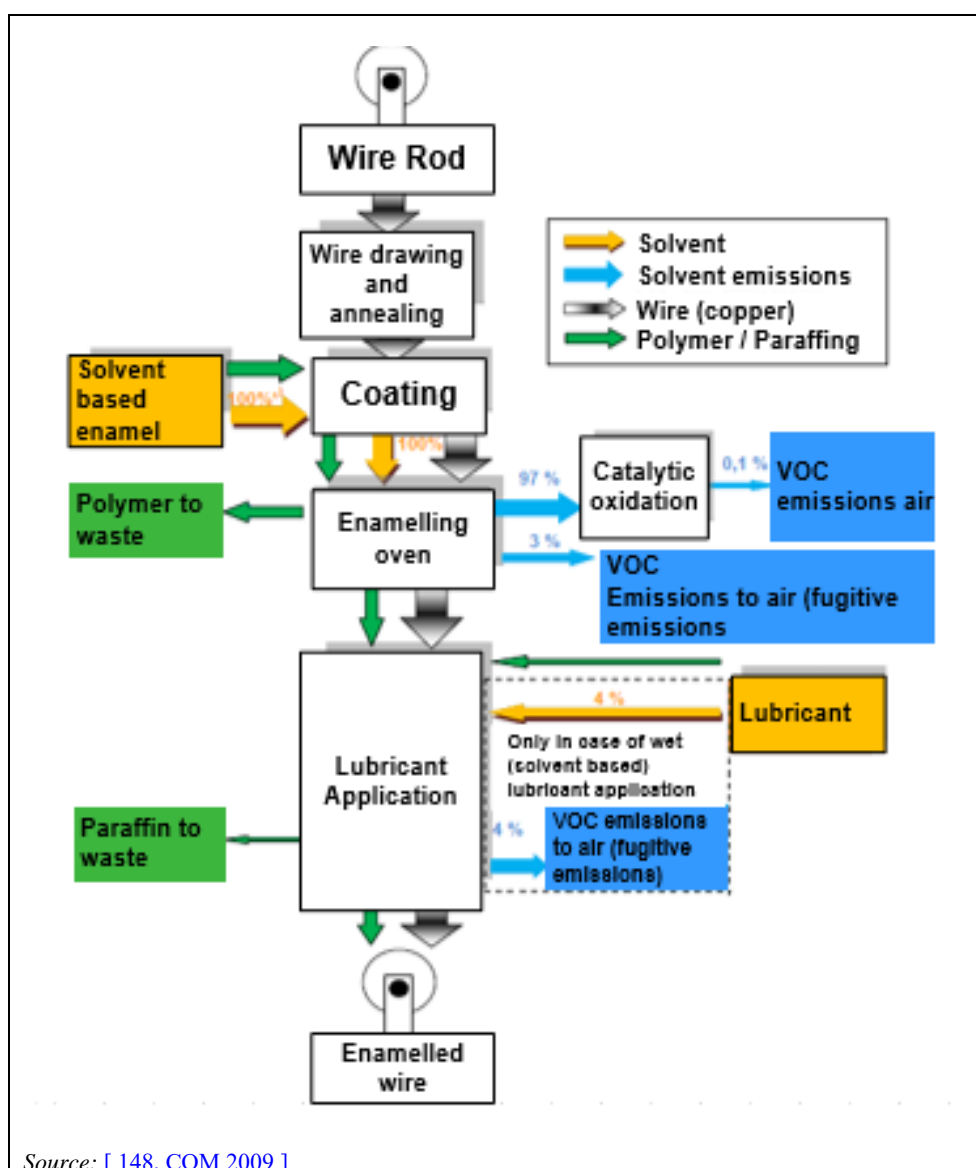 Wire Rod
Wire drawing
and
annealing
Solvent
Solvent emissions
Wire (copper)
Polymer / Paraffing
Solvent
based
enamel
100%*
Coating
100%
Polymer to
waste
Enamelling
oven
97 %
3 %
Catalytic
oxidation
0,1 %
VOC
emissions air
VOC
Emissions to air (fugitive
emissions
Lubricant
Application
4 %
Lubricant
Only in case of wet
(solvent based)
lubricant application
4 %
VOC emissions
to air (fugitive
emissions)
Paraffin to
waste
Enamelled
wire
Source: [ 148, COM 2009 ]